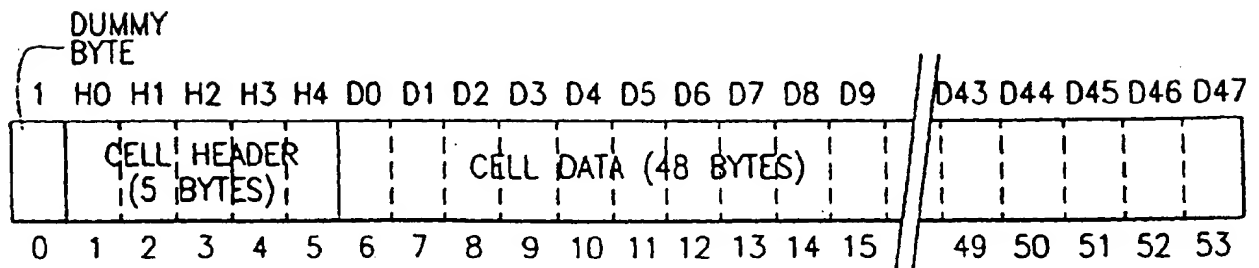 DUMMY
BYTE
1 H0 H1 H2 H3 H4 D0 D1 D2 D3 D4 D5 D6 D7 D8 D9 D43 D44 D45 D46 D47
CELL HEADER
(5 BYTES)
CELL DATA (48 BYTES)
0 1 2 3 4 5 6 7 8 9 10 11 12 13 14 15 49 50 51 52 53